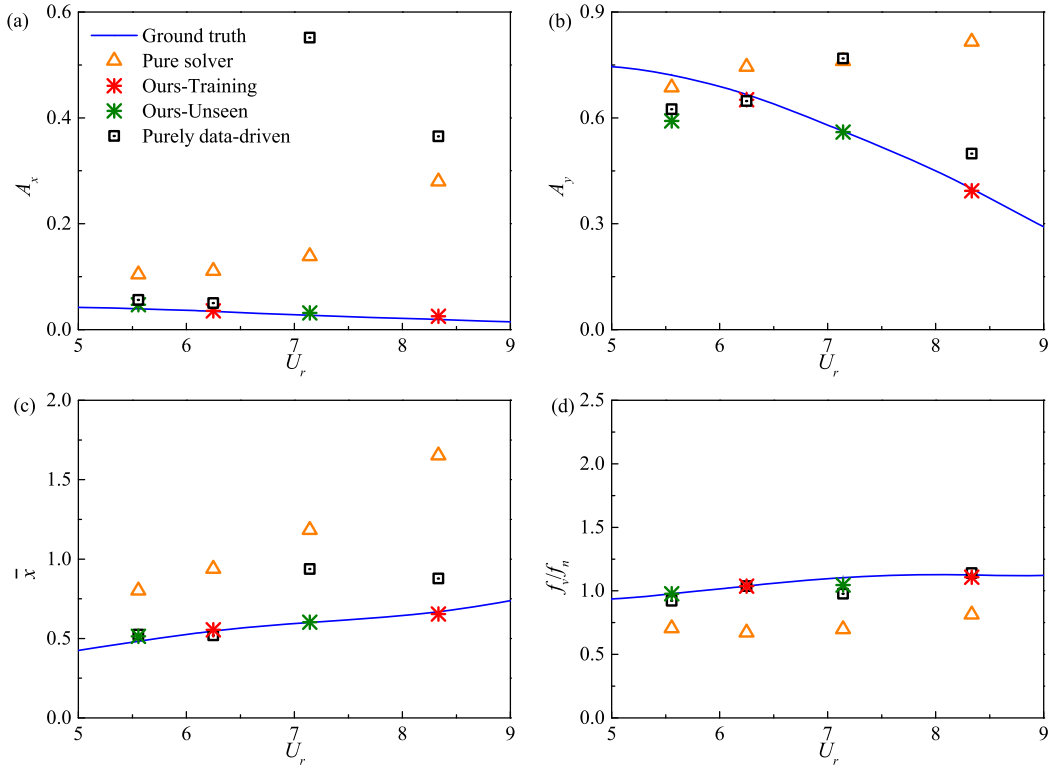 (a)
0.6
0.4
0.2
0.0
A_x
Ground truth
Pure solver
Ours-Training
Ours-Unseen
Purely data-driven
5 6 7 8 9
U_r
(b)
0.9
0.6
0.3
0.0
A_y
5 6 7 8 9
U_r
(c)
2.0
1.5
1.0
0.5
0.0
x̄
5 6 7 8 9
U_r
(d)
2.5
2.0
1.5
1.0
0.5
0.0
f_v/f_n
5 6 7 8 9
U_r